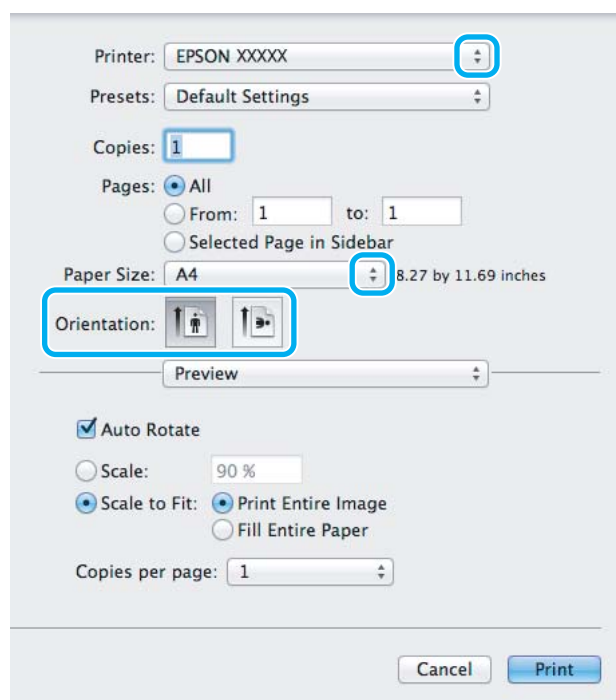 Printer: EPSON XXXXX
Presets: Default Settings
Copies: 1
Pages: All
From: 1 to: 1
Selected Page in Sidebar
Paper Size: A4 8.27 by 11.69 inches
Orientation:
Preview
Auto Rotate
Scale: 90 %
Scale to Fit: Print Entire Image
Fill Entire Paper
Copies per page: 1
Cancel Print